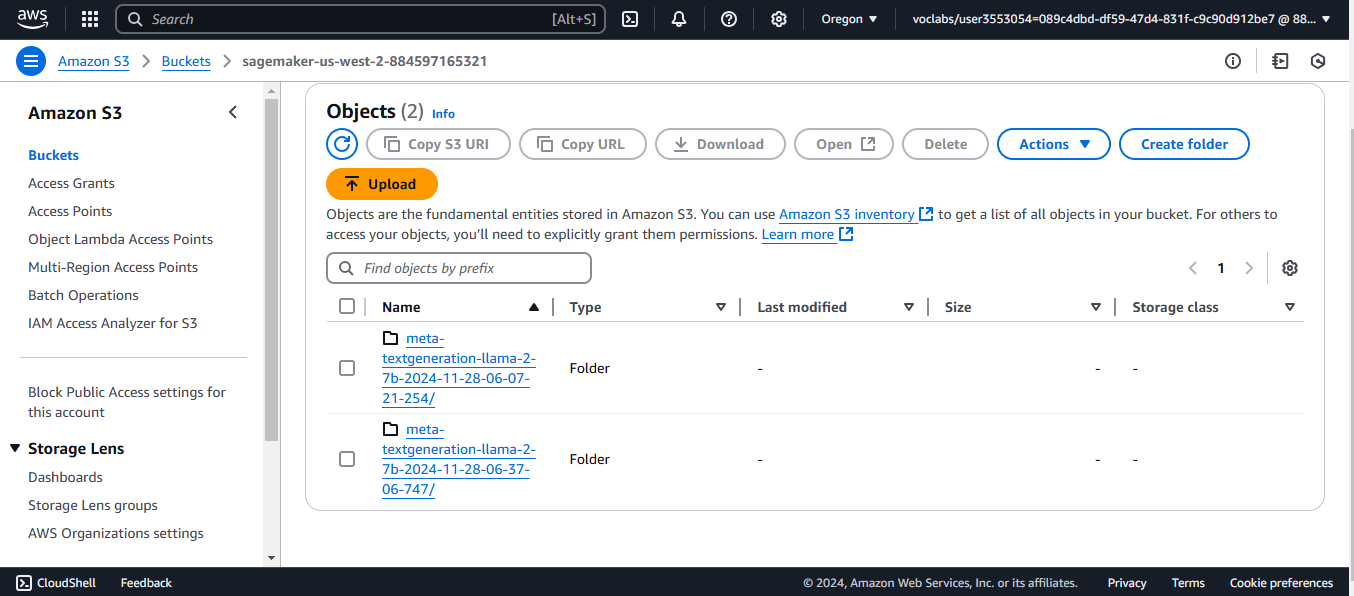 aws
Search
[Alt+S]
Oregon
voclabs/user3553054=089c4dbd-df59-47d4-831f-c9c90d912be7 @ 88...
Amazon S3
Buckets
sagemaker-us-west-2-884597165321
Amazon S3
Buckets
Access Grants
Access Points
Object Lambda Access Points
Multi-Region Access Points
Batch Operations
IAM Access Analyzer for S3
Block Public Access settings for
this account
Storage Lens
Dashboards
Storage Lens groups
AWS Organizations settings
Objects (2) Info
Copy S3 URI
Copy URL
Download
Open
Delete
Actions
Create folder
Upload
Objects are the fundamental entities stored in Amazon S3. You can use Amazon S3 inventory to get a list of all objects in your bucket. For others to
access your objects, you’ll need to explicitly grant them permissions. Learn more
Find objects by prefix
1
Name
Type
Last modified
Size
Storage class
meta-
textgeneration-llama-2-
7b-2024-11-28-06-07-
21-254/
Folder
-
-
-
meta-
textgeneration-llama-2-
7b-2024-11-28-06-37-
06-747/
Folder
-
-
-
CloudShell
Feedback
© 2024, Amazon Web Services, Inc. or its affiliates.
Privacy
Terms
Cookie preferences